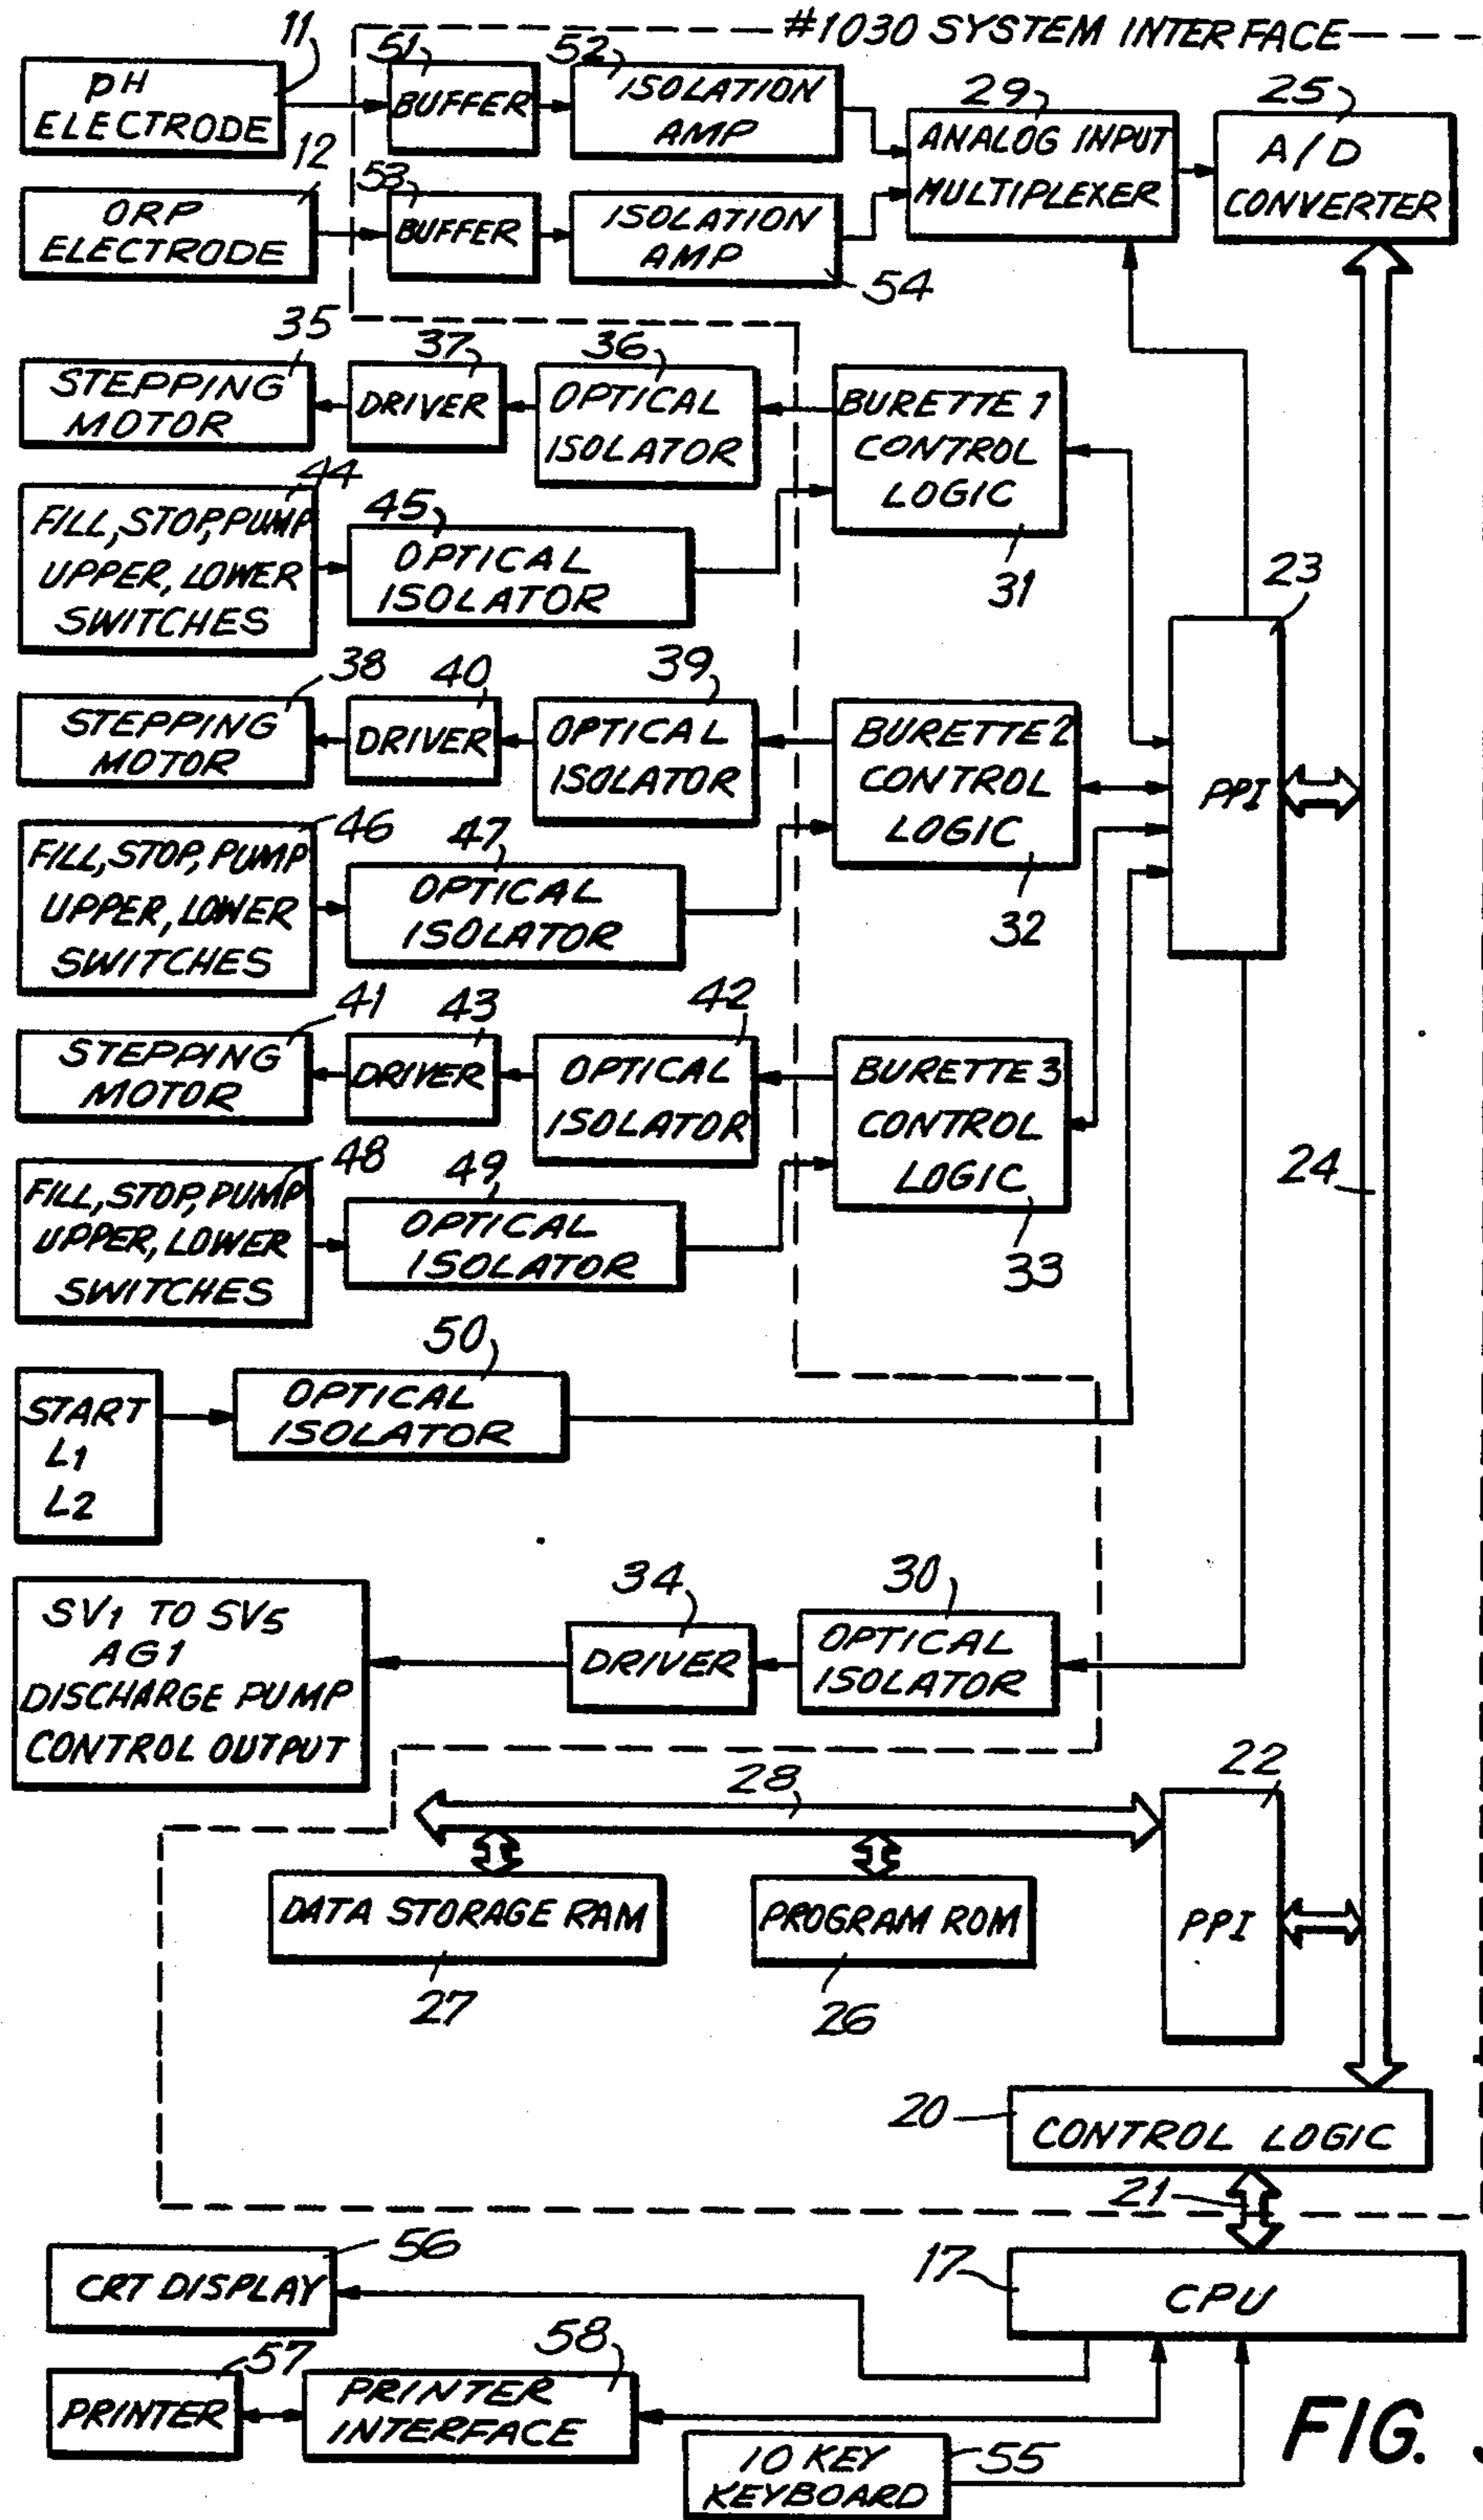 #1030 SYSTEM INTERFACE
11
51
52
29
25
pH
ELECTRODE
BUFFER
ISOLATION
AMP
ANALOG INPUT
MULTIPLEXER
A/D
CONVERTER
12
53
ORP
ELECTRODE
BUFFER
ISOLATION
AMP
54
35
37
36
STEPPING
MOTOR
DRIVER
OPTICAL
ISOLATOR
BURETTE 1
CONTROL
LOGIC
31
44
45
FILL, STOP, PUMP
UPPER, LOWER
SWITCHES
OPTICAL
ISOLATOR
23
38
40
39
STEPPING
MOTOR
DRIVER
OPTICAL
ISOLATOR
BURETTE 2
CONTROL
LOGIC
32
PPI
46
47
FILL, STOP, PUMP
UPPER, LOWER
SWITCHES
OPTICAL
ISOLATOR
41
43
42
STEPPING
MOTOR
DRIVER
OPTICAL
ISOLATOR
BURETTE 3
CONTROL
LOGIC
33
24
48
49
FILL, STOP, PUMP
UPPER, LOWER
SWITCHES
OPTICAL
ISOLATOR
50
START
L1
L2
OPTICAL
ISOLATOR
34
30
SV1 TO SV5
AG1
DISCHARGE PUMP
CONTROL OUTPUT
DRIVER
OPTICAL
ISOLATOR
28
22
DATA STORAGE RAM
PROGRAM ROM
PPI
27
26
20
CONTROL LOGIC
21
56
17
CRT DISPLAY
CPU
57
58
PRINTER
PRINTER
INTERFACE
10 KEY
KEYBOARD
55
FIG.